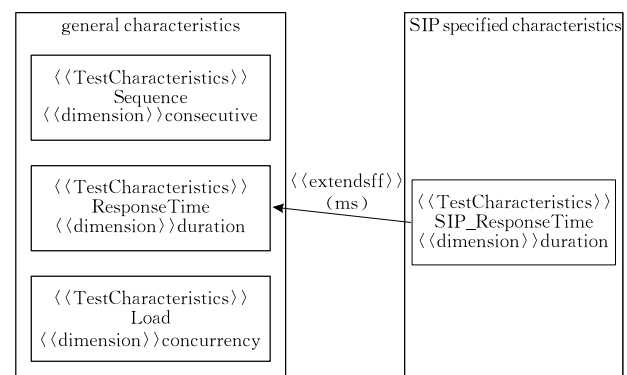 general characteristics
〈〈TestCharacteristics〉〉
Sequence
〈〈dimension〉〉consecutive
〈〈TestCharacteristics〉〉
ResponseTime
〈〈dimension〉〉duration
〈〈TestCharacteristics〉〉
Load
〈〈dimension〉〉concurrency
〈〈extendsff〉〉
(ms)
SIP specified characteristics
〈〈TestCharacteristics〉〉
SIP_ResponseTime
〈〈dimension〉〉duration